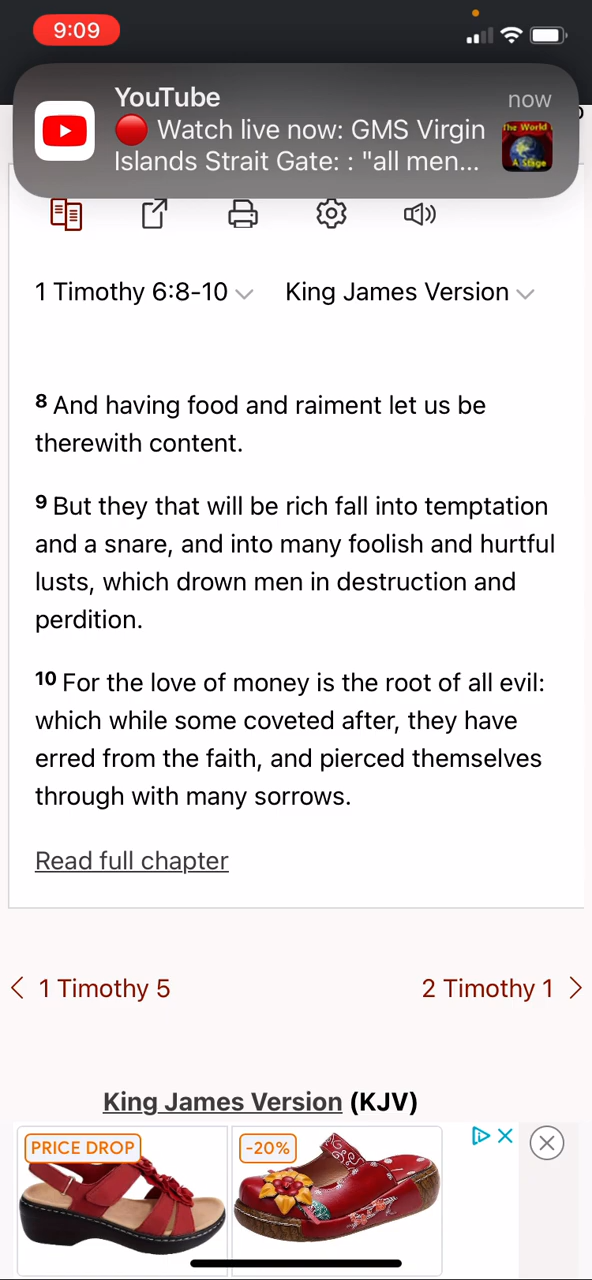 9:09
YouTube
now
🔴 Watch live now: GMS Virgin
Islands Strait Gate: : "all men...
The World
A Stage
1 Timothy 6:8-10
King James Version
8 And having food and raiment let us be
therewith content.
9 But they that will be rich fall into temptation
and a snare, and into many foolish and hurtful
lusts, which drown men in destruction and
perdition.
10 For the love of money is the root of all evil:
which while some coveted after, they have
erred from the faith, and pierced themselves
through with many sorrows.
Read full chapter
1 Timothy 5
2 Timothy 1
King James Version (KJV)
PRICE DROP
-20%